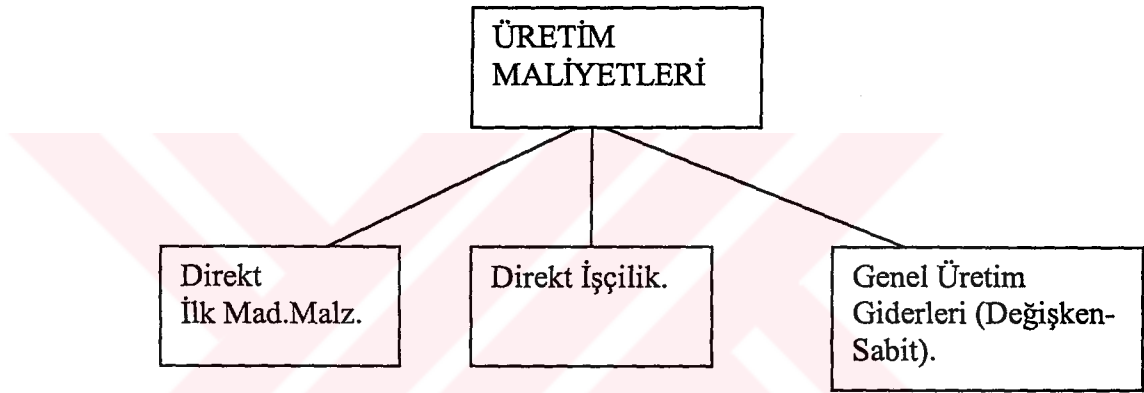 ÜRETİM
MALİYETLERİ
Direkt
İlk Mad.Malz.
Direkt İşçilik.
Genel Üretim
Giderleri (Değişken-
Sabit).